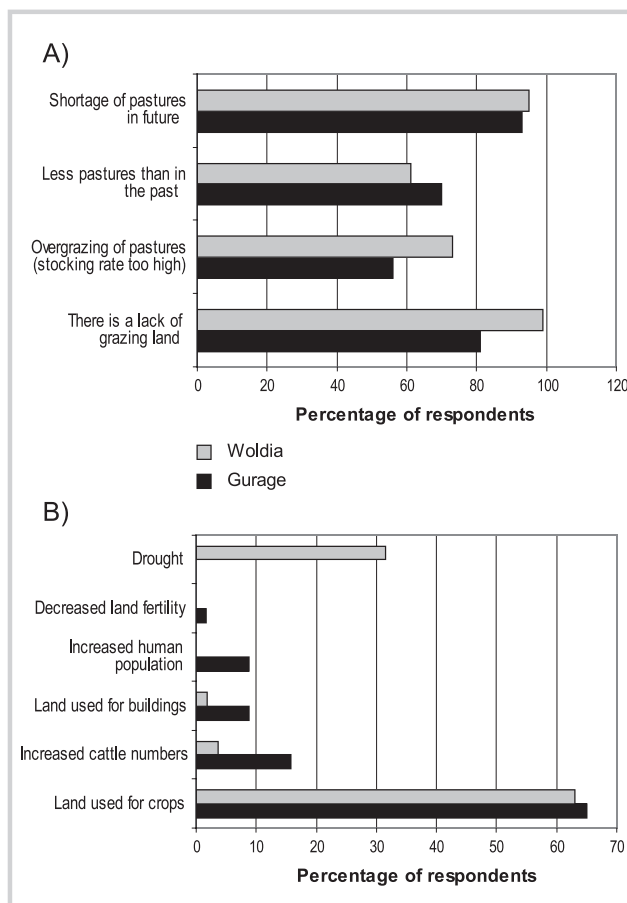 A)
Shortage of pastures
in future
Less pastures than in
the past
Overgrazing of pastures
(stocking rate too high)
There is a lack of
grazing land
0 20 40 60 80 100 120
Percentage of respondents
Woldia
Gurage
B)
Drought
Decreased land fertility
Increased human
population
Land used for buildings
Increased cattle numbers
Land used for crops
0 10 20 30 40 50 60 70
Percentage of respondents